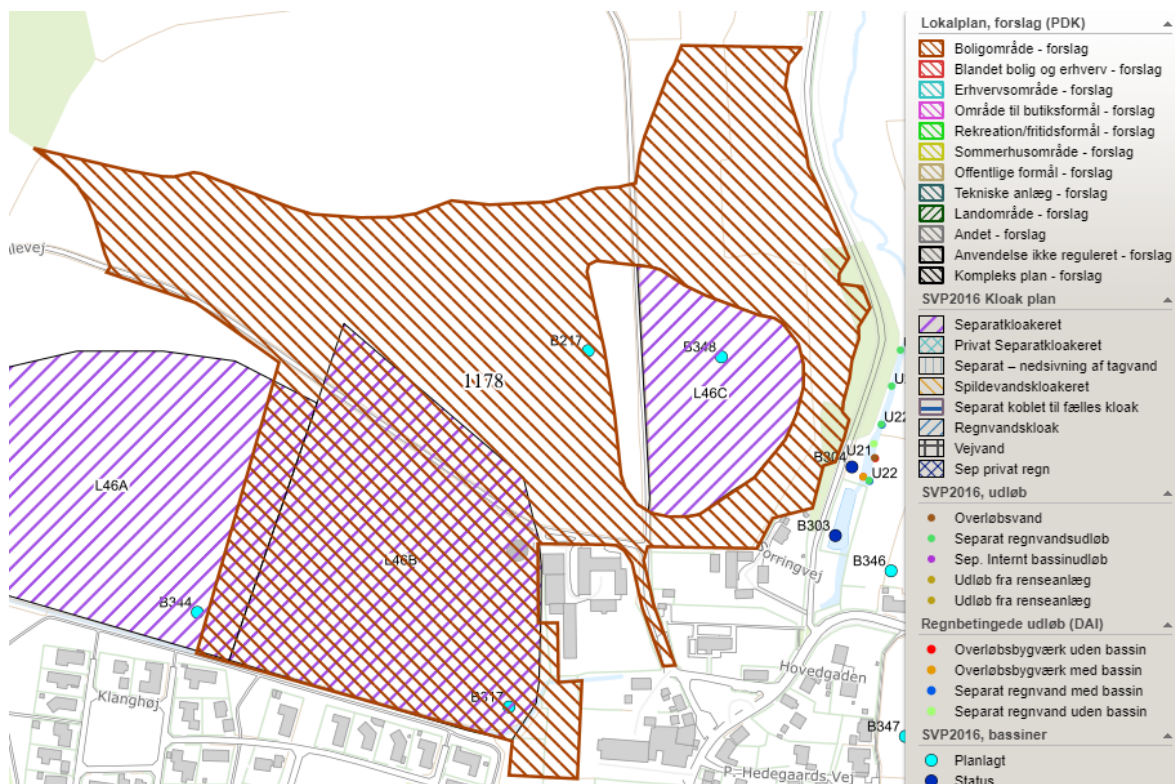 alevej
B217
B348
1178
L46C
L46A
L46B
B344
B317
B304
U21
U22
U22
B303
B346
B347
Sorringvej
Hovedgaden
Klanghøj
P. Hedegaards Vej
Lokalplan, forslag (PDK)
Boligområde - forslag
Blandet bolig og erhverv - forslag
Erhvervsområde - forslag
Område til butiksformål - forslag
Rekreation/fritidsformål - forslag
Sommerhusområde - forslag
Offentlige formål - forslag
Tekniske anlæg - forslag
Landområde - forslag
Andet - forslag
Anvendelse ikke reguleret - forslag
Kompleks plan - forslag
SVP2016 Kloak plan
Separatkloakeret
Privat Separatkloakeret
Separat – nedsivning af tagvand
Spildevandskloakeret
Separat koblet til fælles kloak
Regnvandskloak
Vejvand
Sep privat regn
SVP2016, udløb
Overløbsvand
Separat regnvandsudløb
Sep. Internt bassinudløb
Udløb fra renseanlæg
Udløb fra renseanlæg
Regnbetingede udløb (DAI)
Overløbsbygværk uden bassin
Overløbsbygværk med bassin
Separat regnvand med bassin
Separat regnvand uden bassin
SVP2016, bassiner
Planlagt
Status